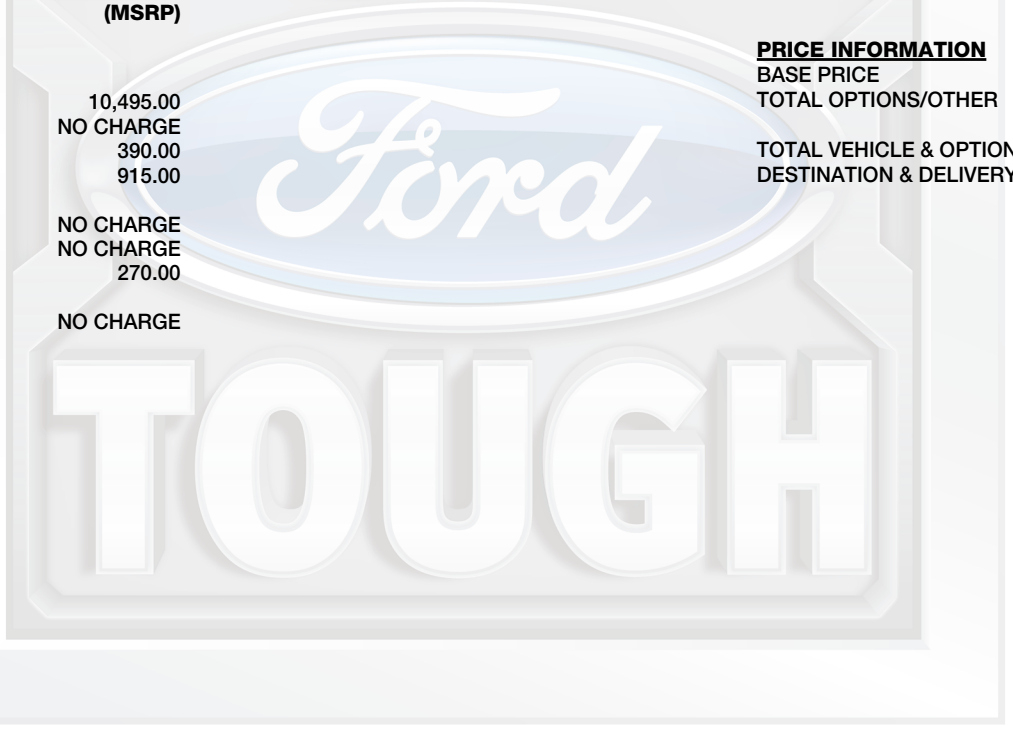 (MSRP)
10,495.00
NO CHARGE
390.00
915.00
NO CHARGE
NO CHARGE
270.00
NO CHARGE
PRICE INFORMATION
BASE PRICE
TOTAL OPTIONS/OTHER
TOTAL VEHICLE & OPTION
DESTINATION & DELIVERY
Ford
TOUGH